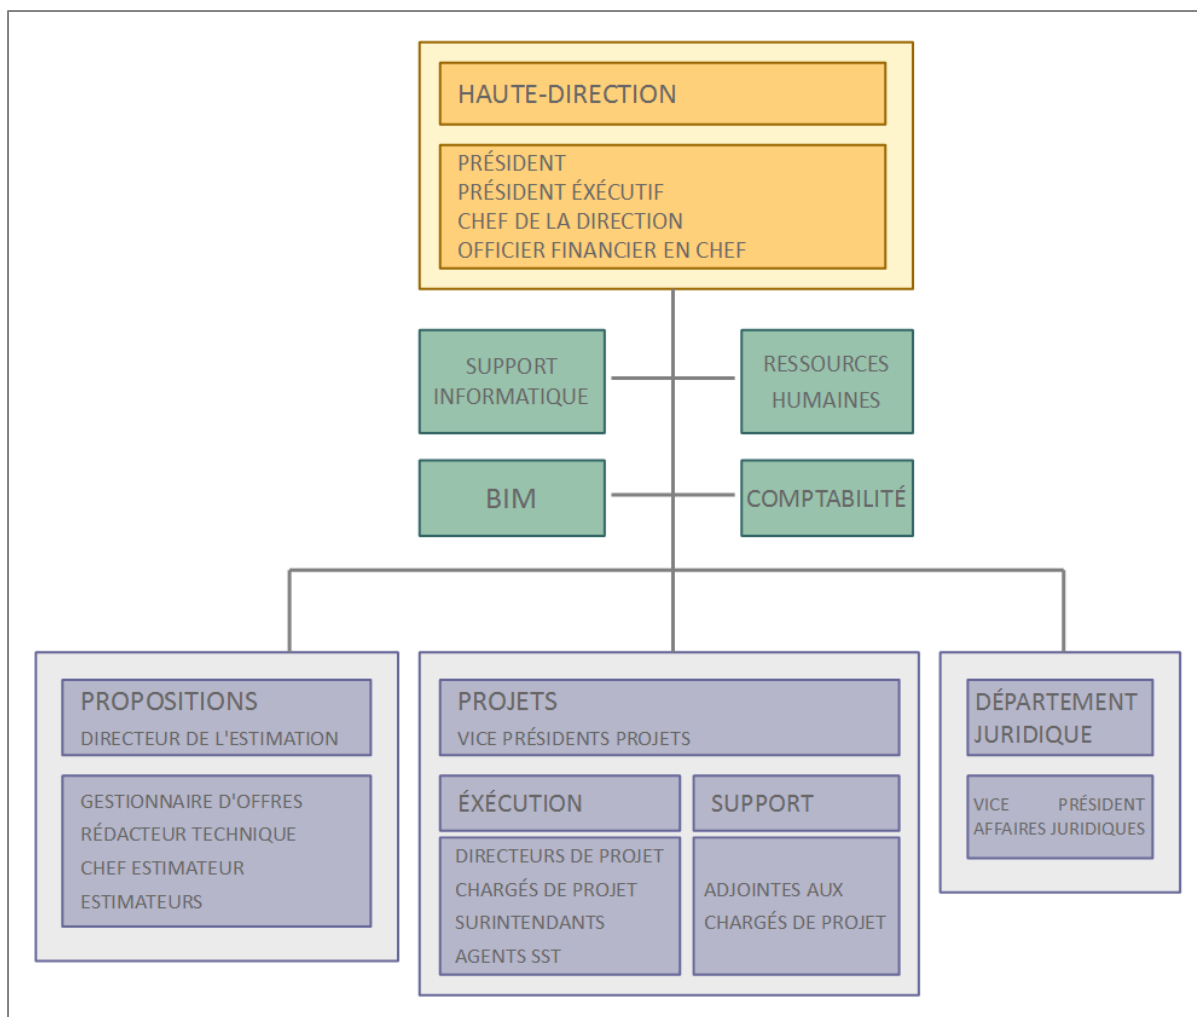 HAUTE-DIRECTION
PRÉSIDENT
PRÉSIDENT ÉXÉCUTIF
CHEF DE LA DIRECTION
OFFICIER FINANCIER EN CHEF
SUPPORT
INFORMATIQUE
RESSOURCES
HUMAINES
BIM
COMPTABILITÉ
PROPOSITIONS
DIRECTEUR DE L'ESTIMATION
GESTIONNAIRE D'OFFRES
RÉDACTEUR TECHNIQUE
CHEF ESTIMATEUR
ESTIMATEURS
PROJETS
VICE PRÉSIDENTS PROJETS
ÉXÉCUTION
DIRECTEURS DE PROJET
CHARGÉS DE PROJET
SURINTENDANTS
AGENTS SST
SUPPORT
ADJOINTES AUX
CHARGÉS DE PROJET
DÉPARTEMENT
JURIDIQUE
VICE PRÉSIDENT
AFFAIRES JURIDIQUES